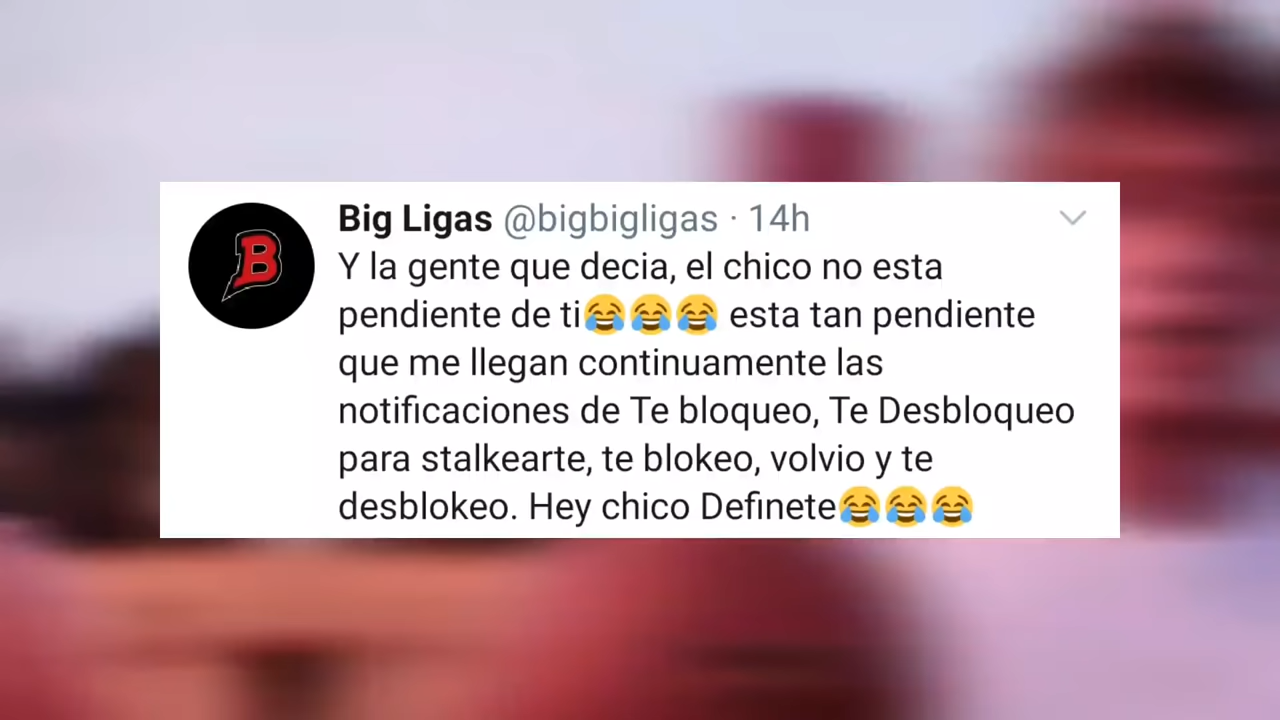 Big Ligas @bigbigligas · 14h
Y la gente que decia, el chico no esta
pendiente de ti😂😂😂 esta tan pendiente
que me llegan continuamente las
notificaciones de Te bloqueo, Te Desbloqueo
para stalkearte, te blokeo, volvio y te
desblokeo. Hey chico Definete😂😂😂
B